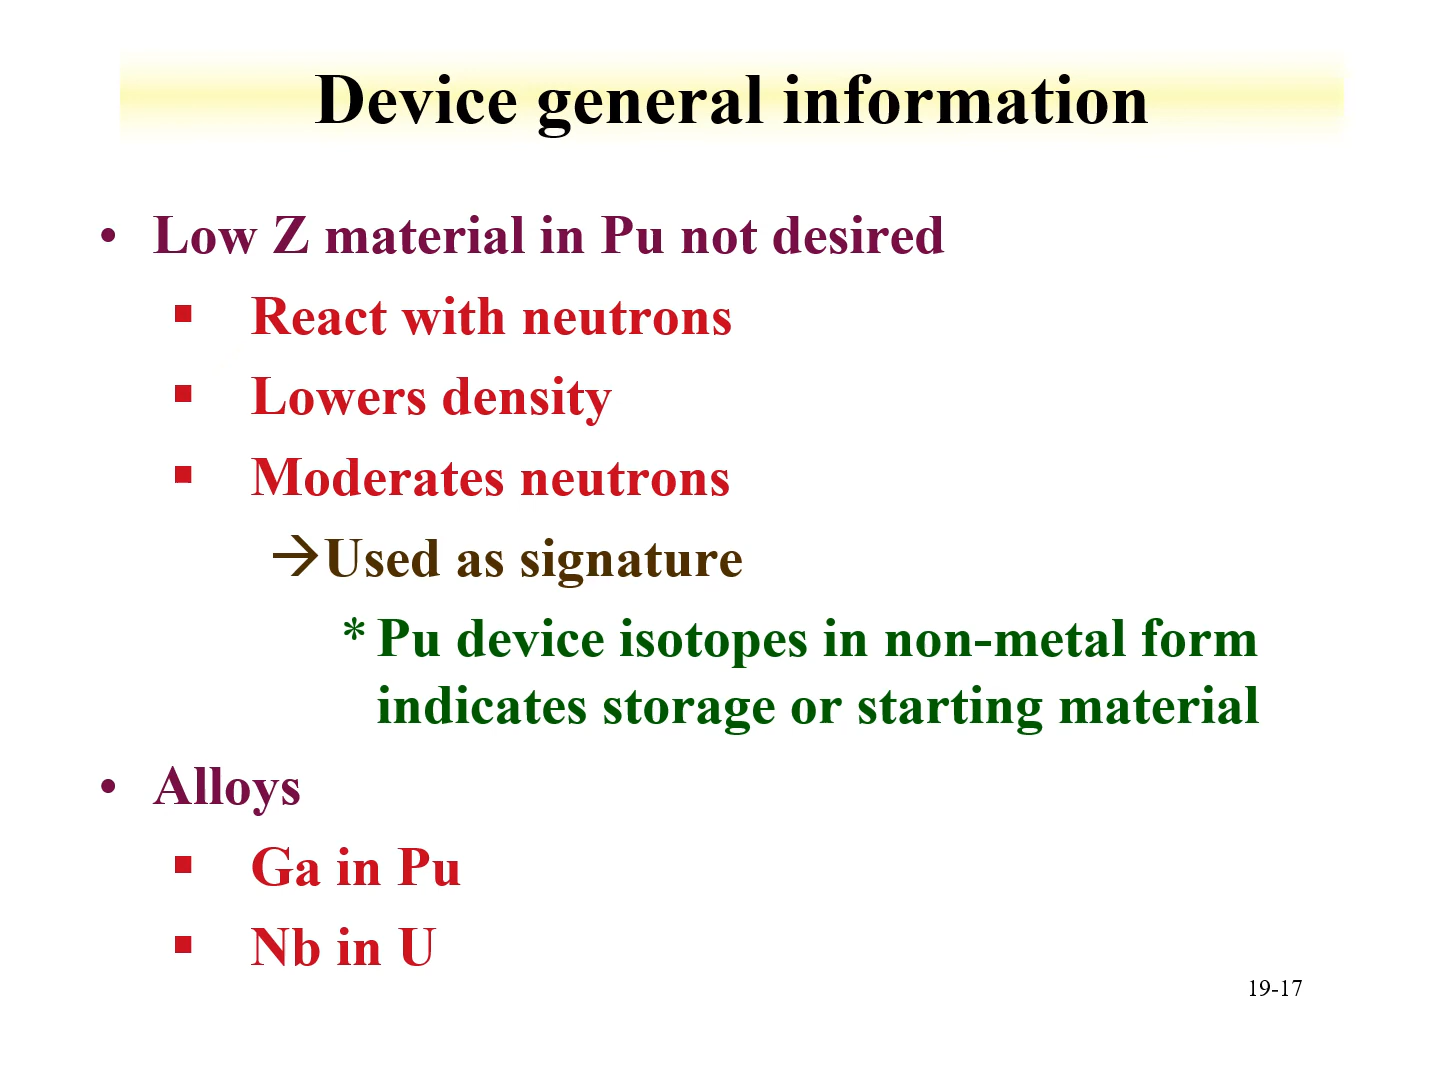 Device general information
• Low Z material in Pu not desired
▪ React with neutrons
▪ Lowers density
▪ Moderates neutrons
→Used as signature
* Pu device isotopes in non-metal form
indicates storage or starting material
• Alloys
▪ Ga in Pu
▪ Nb in U
19-17